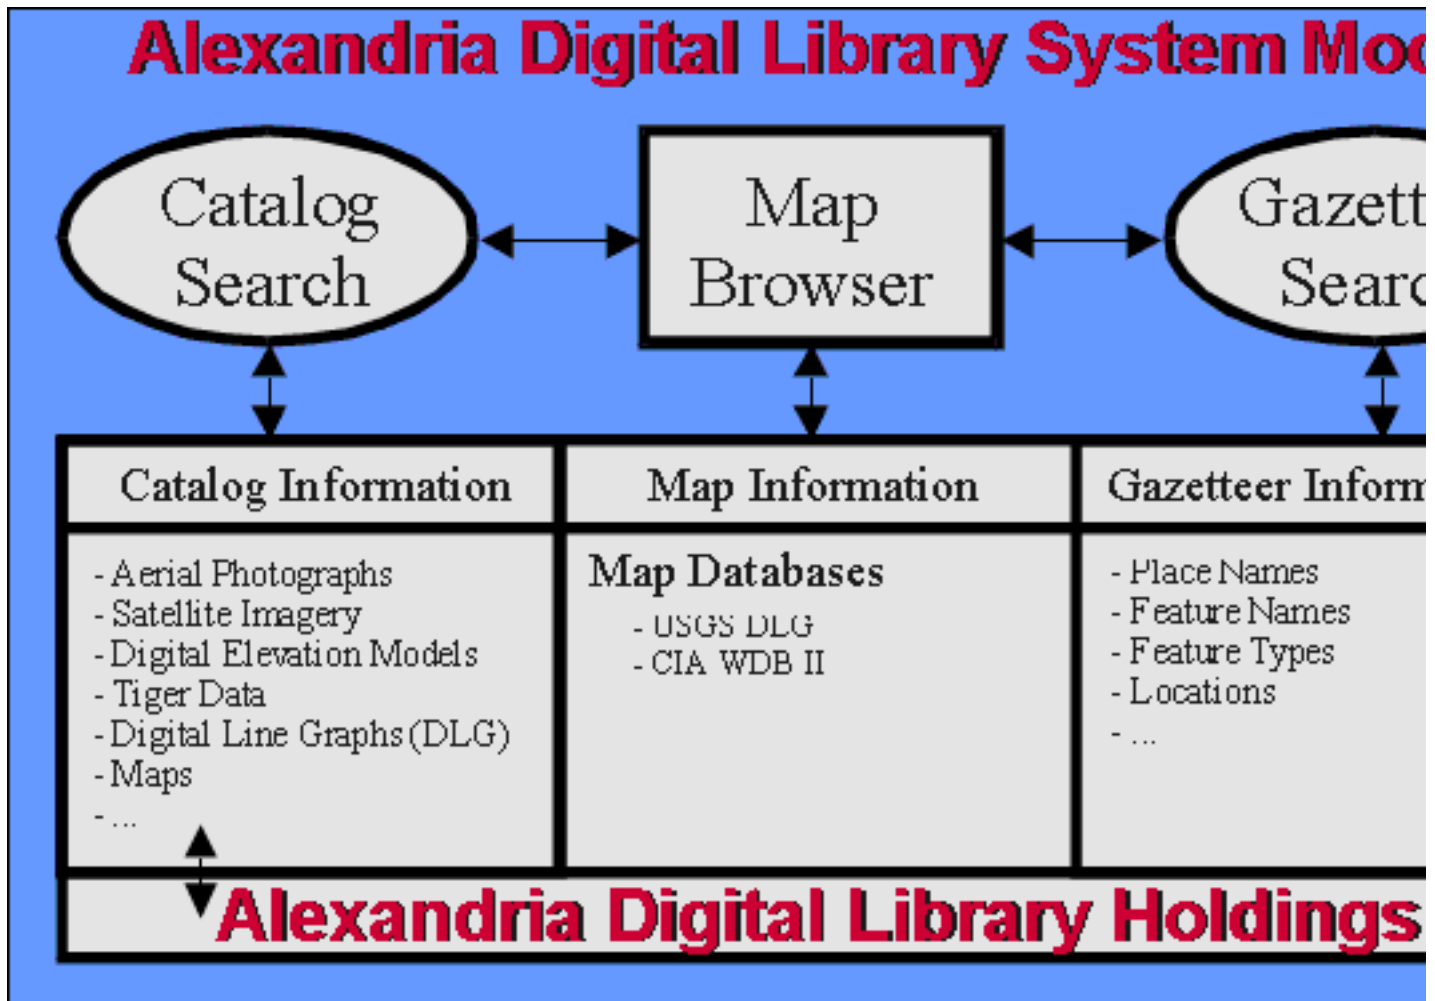 Alexandria Digital Library System Mod
Catalog
Search
Map
Browser
Gazett
Searc
Catalog Information
Map Information
Gazetteer Inform
- Aerial Photographs
- Satellite Imagery
- Digital Elevation Models
- Tiger Data
- Digital Line Graphs (DLG)
- Maps
- ...
Map Databases
- USGS DLG
- CIA WDB II
- Place Names
- Feature Names
- Feature Types
- Locations
- ...
Alexandria Digital Library Holdings